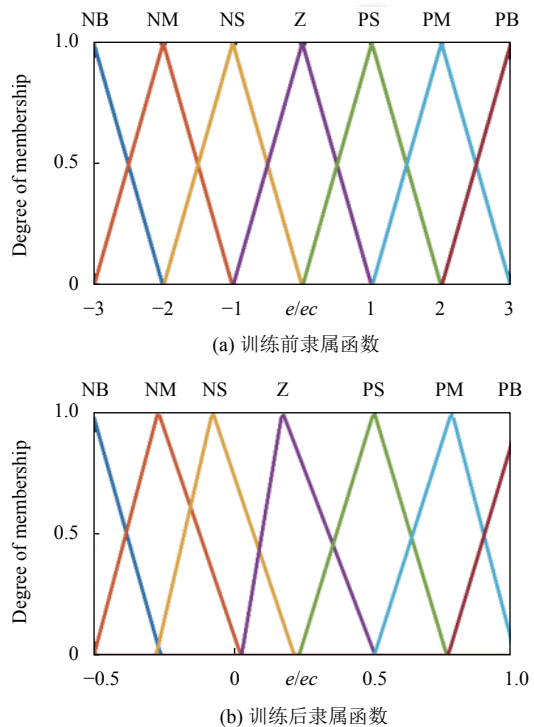 NB NM NS Z PS PM PB
1.0
0.5
0
Degree of membership
−3 −2 −1 e/ec 1 2 3
(a) 训练前隶属函数
NB NM NS Z PS PM PB
1.0
0.5
0
Degree of membership
−0.5 0 e/ec 0.5 1.0
(b) 训练后隶属函数